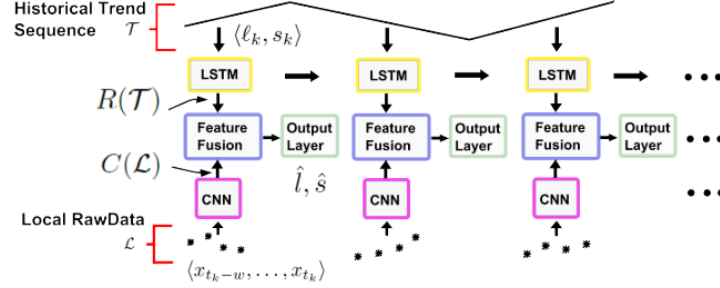 Historical Trend
Sequence 𝒯
⟨ℓ_k, s_k⟩
LSTM LSTM LSTM
R(𝒯)
Feature Fusion Output Layer Feature Fusion Output Layer Feature Fusion Output Layer
C(ℒ)
l̂, ŝ
CNN CNN CNN
Local RawData
ℒ
⟨x_{t_k−w}, . . . , x_{t_k}⟩